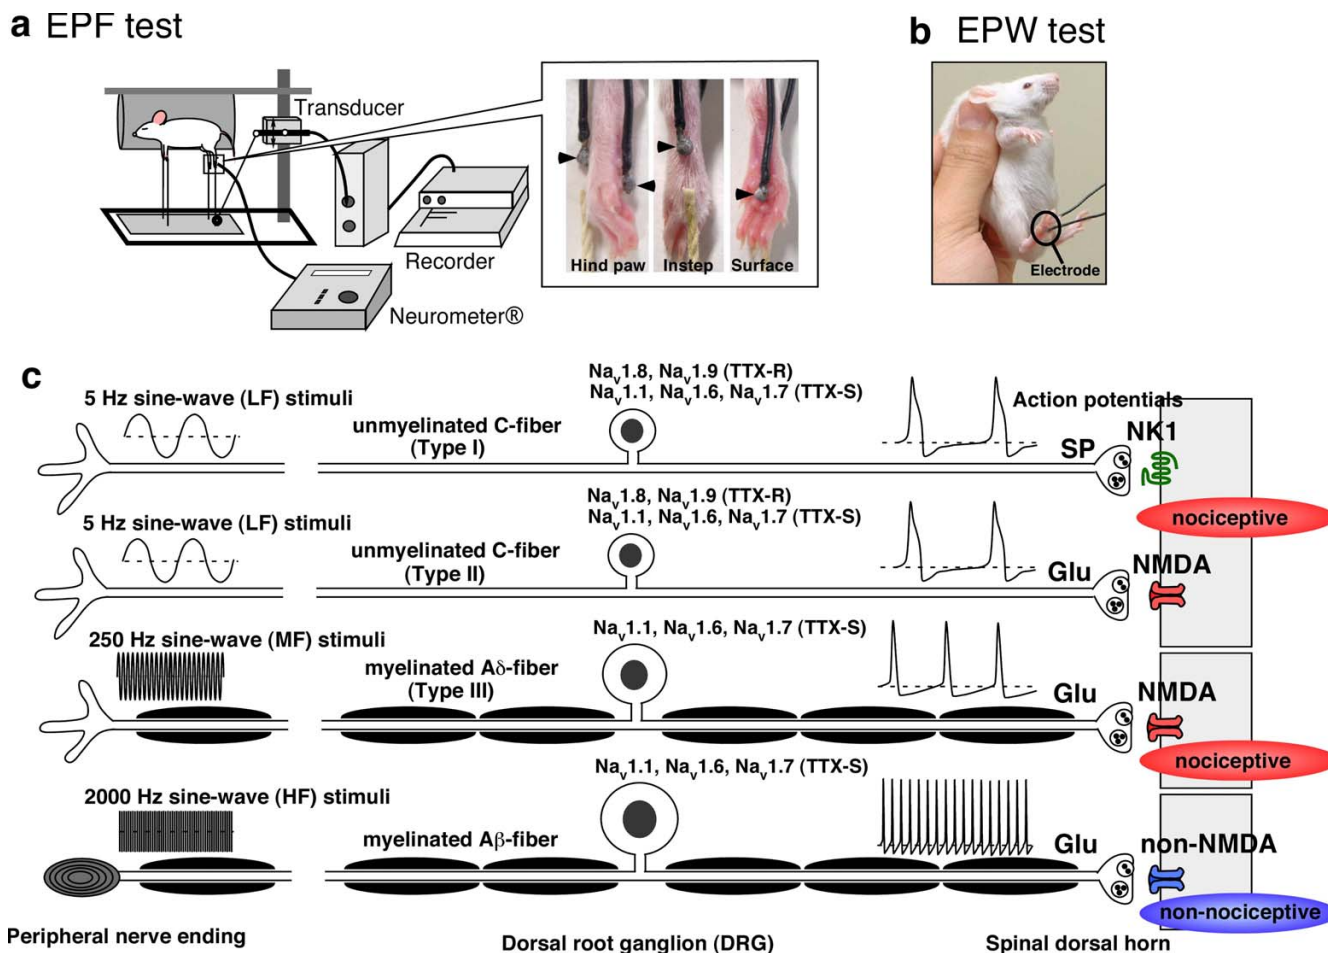 a EPF test
Transducer
Recorder
Neurometer®
Hind paw
Instep
Surface
b EPW test
Electrode
c
5 Hz sine-wave (LF) stimuli
unmyelinated C-fiber
(Type I)
Nav1.8, Nav1.9 (TTX-R)
Nav1.1, Nav1.6, Nav1.7 (TTX-S)
Action potentials
SP
NK1
nociceptive
5 Hz sine-wave (LF) stimuli
unmyelinated C-fiber
(Type II)
Nav1.8, Nav1.9 (TTX-R)
Nav1.1, Nav1.6, Nav1.7 (TTX-S)
Glu
NMDA
250 Hz sine-wave (MF) stimuli
myelinated Aδ-fiber
(Type III)
Nav1.1, Nav1.6, Nav1.7 (TTX-S)
Glu
NMDA
nociceptive
2000 Hz sine-wave (HF) stimuli
myelinated Aβ-fiber
Nav1.1, Nav1.6, Nav1.7 (TTX-S)
Glu
non-NMDA
non-nociceptive
Peripheral nerve ending
Dorsal root ganglion (DRG)
Spinal dorsal horn